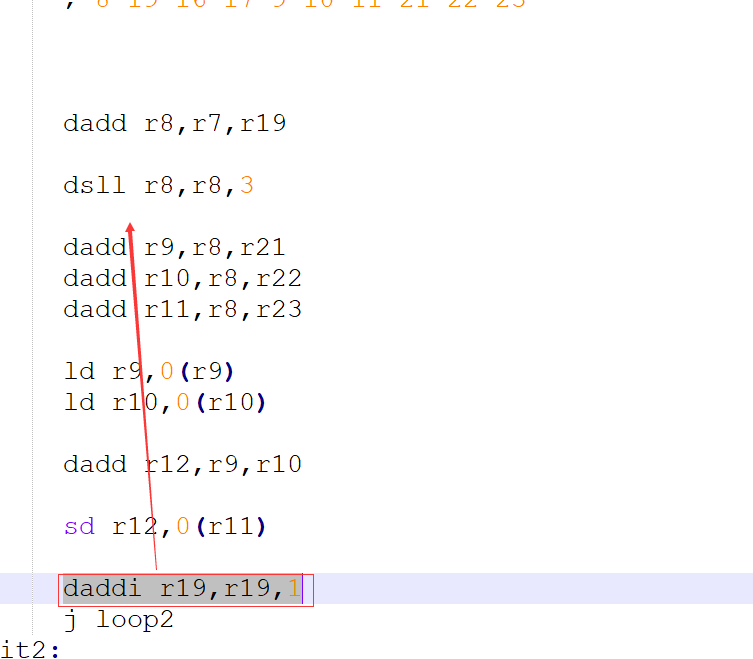 dadd r8,r7,r19
dsll r8,r8,3
dadd r9,r8,r21
dadd r10,r8,r22
dadd r11,r8,r23
ld r9,0(r9)
ld r10,0(r10)
dadd r12,r9,r10
sd r12,0(r11)
daddi r19,r19,1
j loop2
it2: